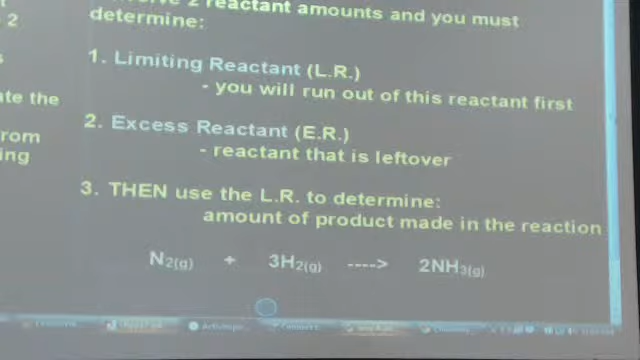 2 reactant amounts and you must
2
determine:
1. Limiting Reactant (L.R.)
- you will run out of this reactant first
ate the
2. Excess Reactant (E.R.)
rom
- reactant that is leftover
ing
3. THEN use the L.R. to determine:
amount of product made in the reaction
N2(g) + 3H2(g) ----> 2NH3(g)